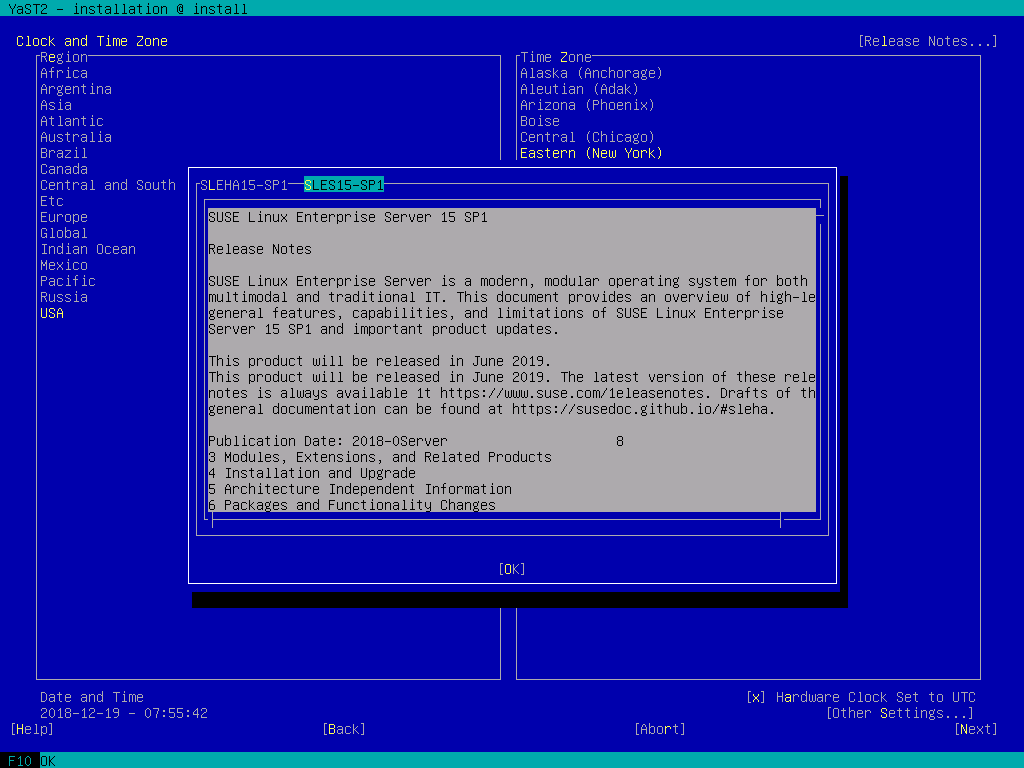 YaST2 - installation @ install
Clock and Time Zone [Release Notes...]
Region Time Zone
Africa Alaska (Anchorage)
Argentina Aleutian (Adak)
Asia Arizona (Phoenix)
Atlantic Boise
Australia Central (Chicago)
Brazil Eastern (New York)
Canada
Central and South SLEHA15-SP1 SLES15-SP1
Etc
Europe SUSE Linux Enterprise Server 15 SP1
Global
Indian Ocean Release Notes
Mexico
Pacific SUSE Linux Enterprise Server is a modern, modular operating system for both
Russia multimodal and traditional IT. This document provides an overview of high-le
USA general features, capabilities, and limitations of SUSE Linux Enterprise
Server 15 SP1 and important product updates.
This product will be released in June 2019.
This product will be released in June 2019. The latest version of these rele
notes is always available 1t https://www.suse.com/1eleasenotes. Drafts of th
general documentation can be found at https://susedoc.github.io/#sleha.
Publication Date: 2018-0Server 8
3 Modules, Extensions, and Related Products
4 Installation and Upgrade
5 Architecture Independent Information
6 Packages and Functionality Changes
[OK]
Date and Time [x] Hardware Clock Set to UTC
2018-12-19 - 07:55:42 [Other Settings...]
[Help] [Back] [Abort] [Next]
F10 OK